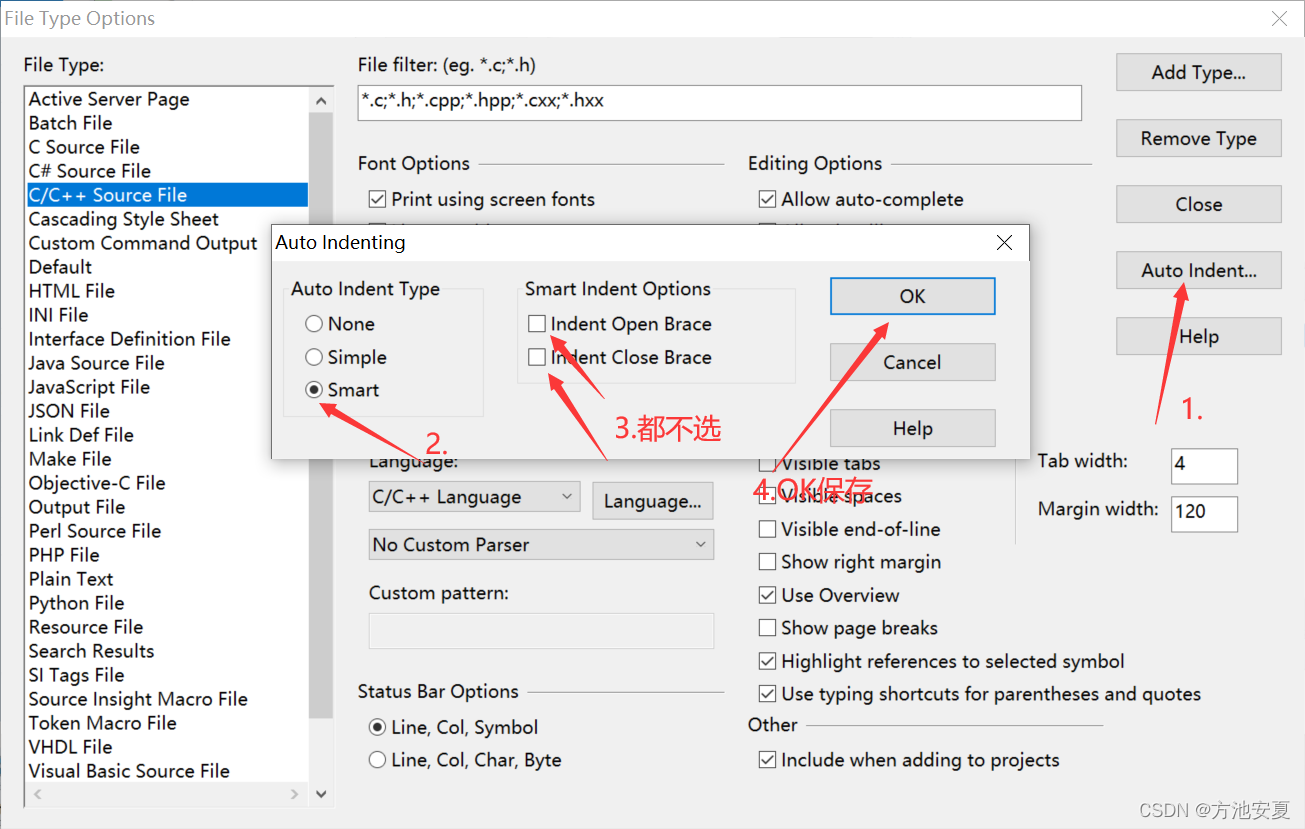 File Type Options
File Type:
Active Server Page
Batch File
C Source File
C# Source File
C/C++ Source File
Cascading Style Sheet
Custom Command Output
Default
HTML File
INI File
Interface Definition File
Java Source File
JavaScript File
JSON File
Link Def File
Make File
Objective-C File
Output File
Perl Source File
PHP File
Plain Text
Python File
Resource File
Search Results
SI Tags File
Source Insight Macro File
Token Macro File
VHDL File
Visual Basic Source File
File filter: (eg. *.c;*.h)
*.c;*.h;*.cpp;*.hpp;*.cxx;*.hxx
Font Options
Print using screen fonts
Editing Options
Allow auto-complete
Add Type...
Remove Type
Close
Auto Indent...
Help
1.
Auto Indenting
Auto Indent Type
None
Simple
Smart
2.
Smart Indent Options
Indent Open Brace
Indent Close Brace
3.都不选
OK
Cancel
Help
4.OK保存
Language:
C/C++ Language
Language...
No Custom Parser
Custom pattern:
Status Bar Options
Line, Col, Symbol
Line, Col, Char, Byte
Visible tabs
Visible spaces
Visible end-of-line
Show right margin
Use Overview
Show page breaks
Highlight references to selected symbol
Use typing shortcuts for parentheses and quotes
Other
Include when adding to projects
Tab width:
4
Margin width:
120
CSDN @方池安夏